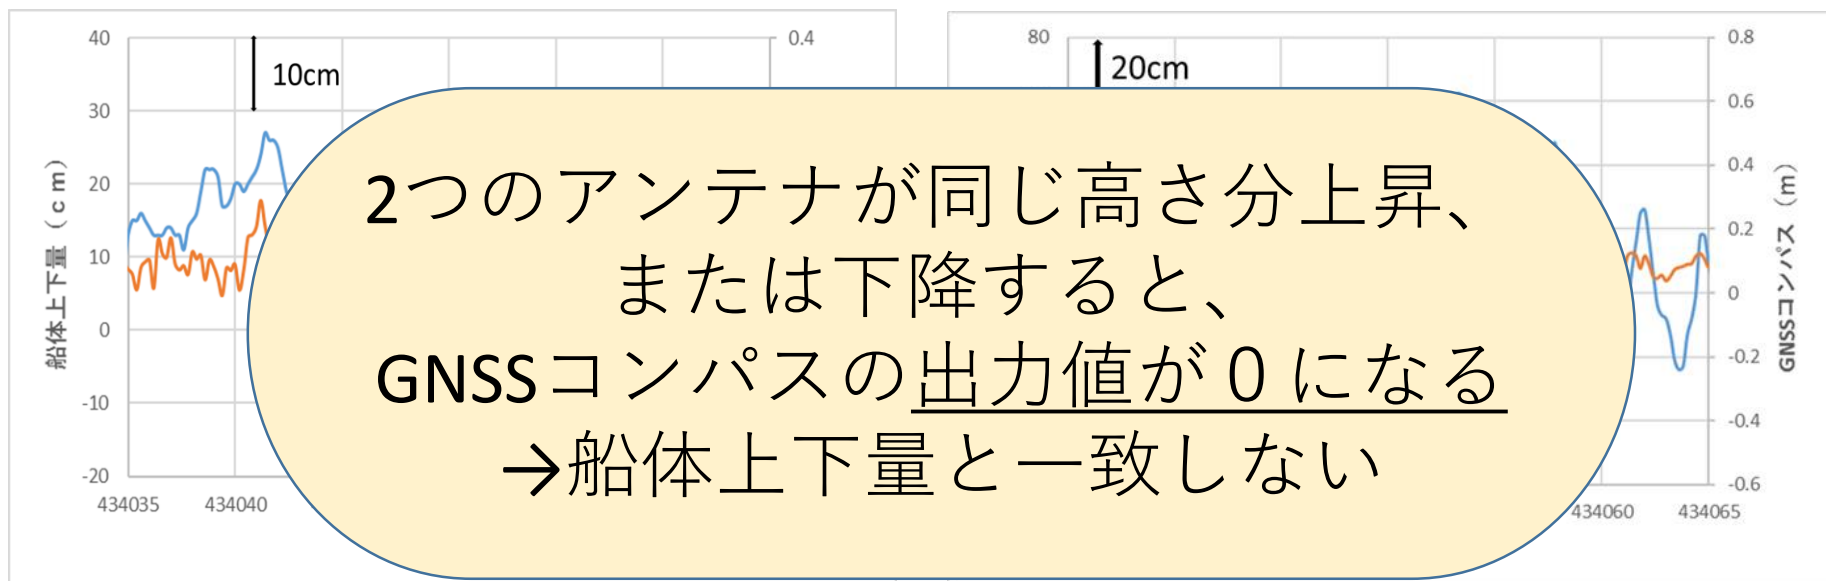 40
30
20
10
0
-10
-20
船体上下量(cm)
434035
434040
10cm
0.4
80
20cm
0.8
0.6
0.4
0.2
0
-0.2
-0.4
-0.6
GNSSコンパス (m)
434060
434065
2つのアンテナが同じ高さ分上昇、
または下降すると、
GNSSコンパスの出力値が0になる
→船体上下量と一致しない